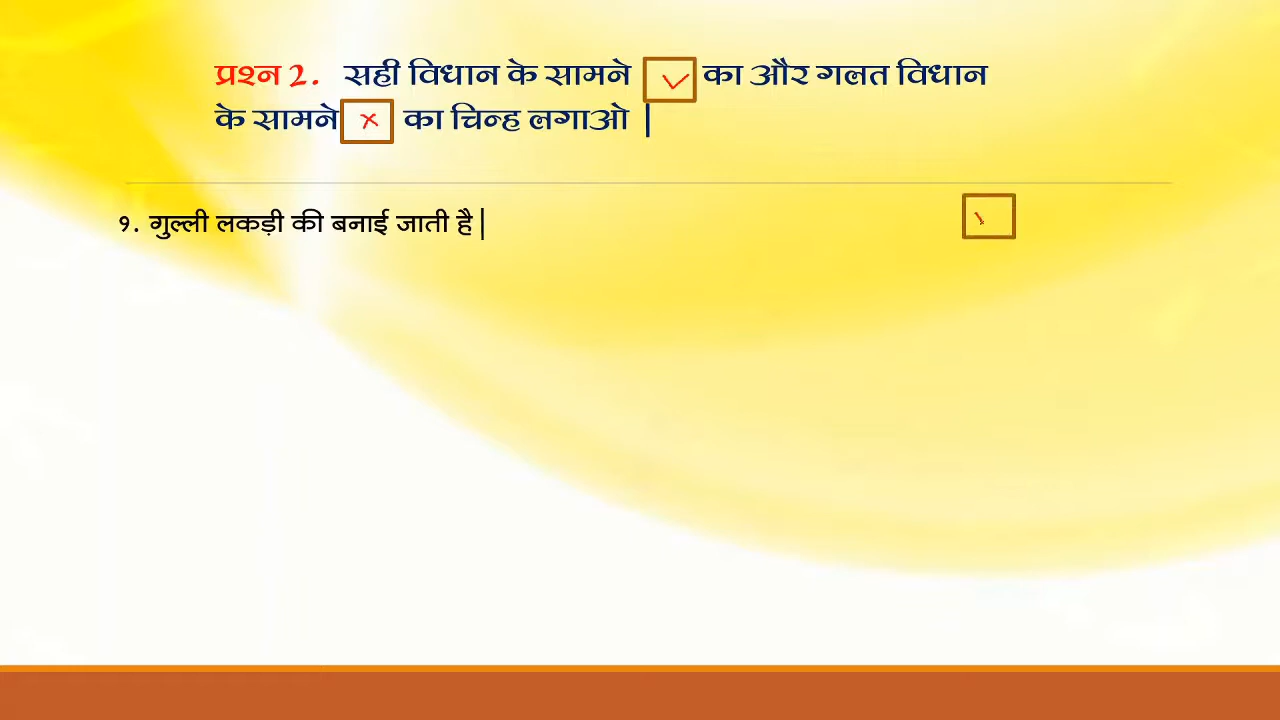 प्रश्न 2. सही विधान के सामने ✓ का और गलत विधान
के सामने × का चिन्ह लगाओ |
१. गुल्ली लकड़ी की बनाई जाती है |